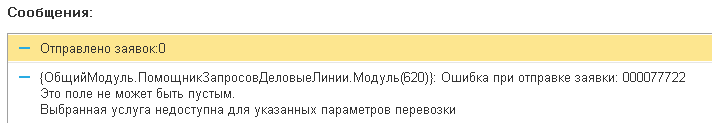 Сообщения:
Отправлено заявок:0
{ОбщийМодуль.ПомощникЗапросовДеловыеЛинии.Модуль(620)}: Ошибка при отправке заявки: 000077722
Это поле не может быть пустым.
Выбранная услуга недоступна для указанных параметров перевозки